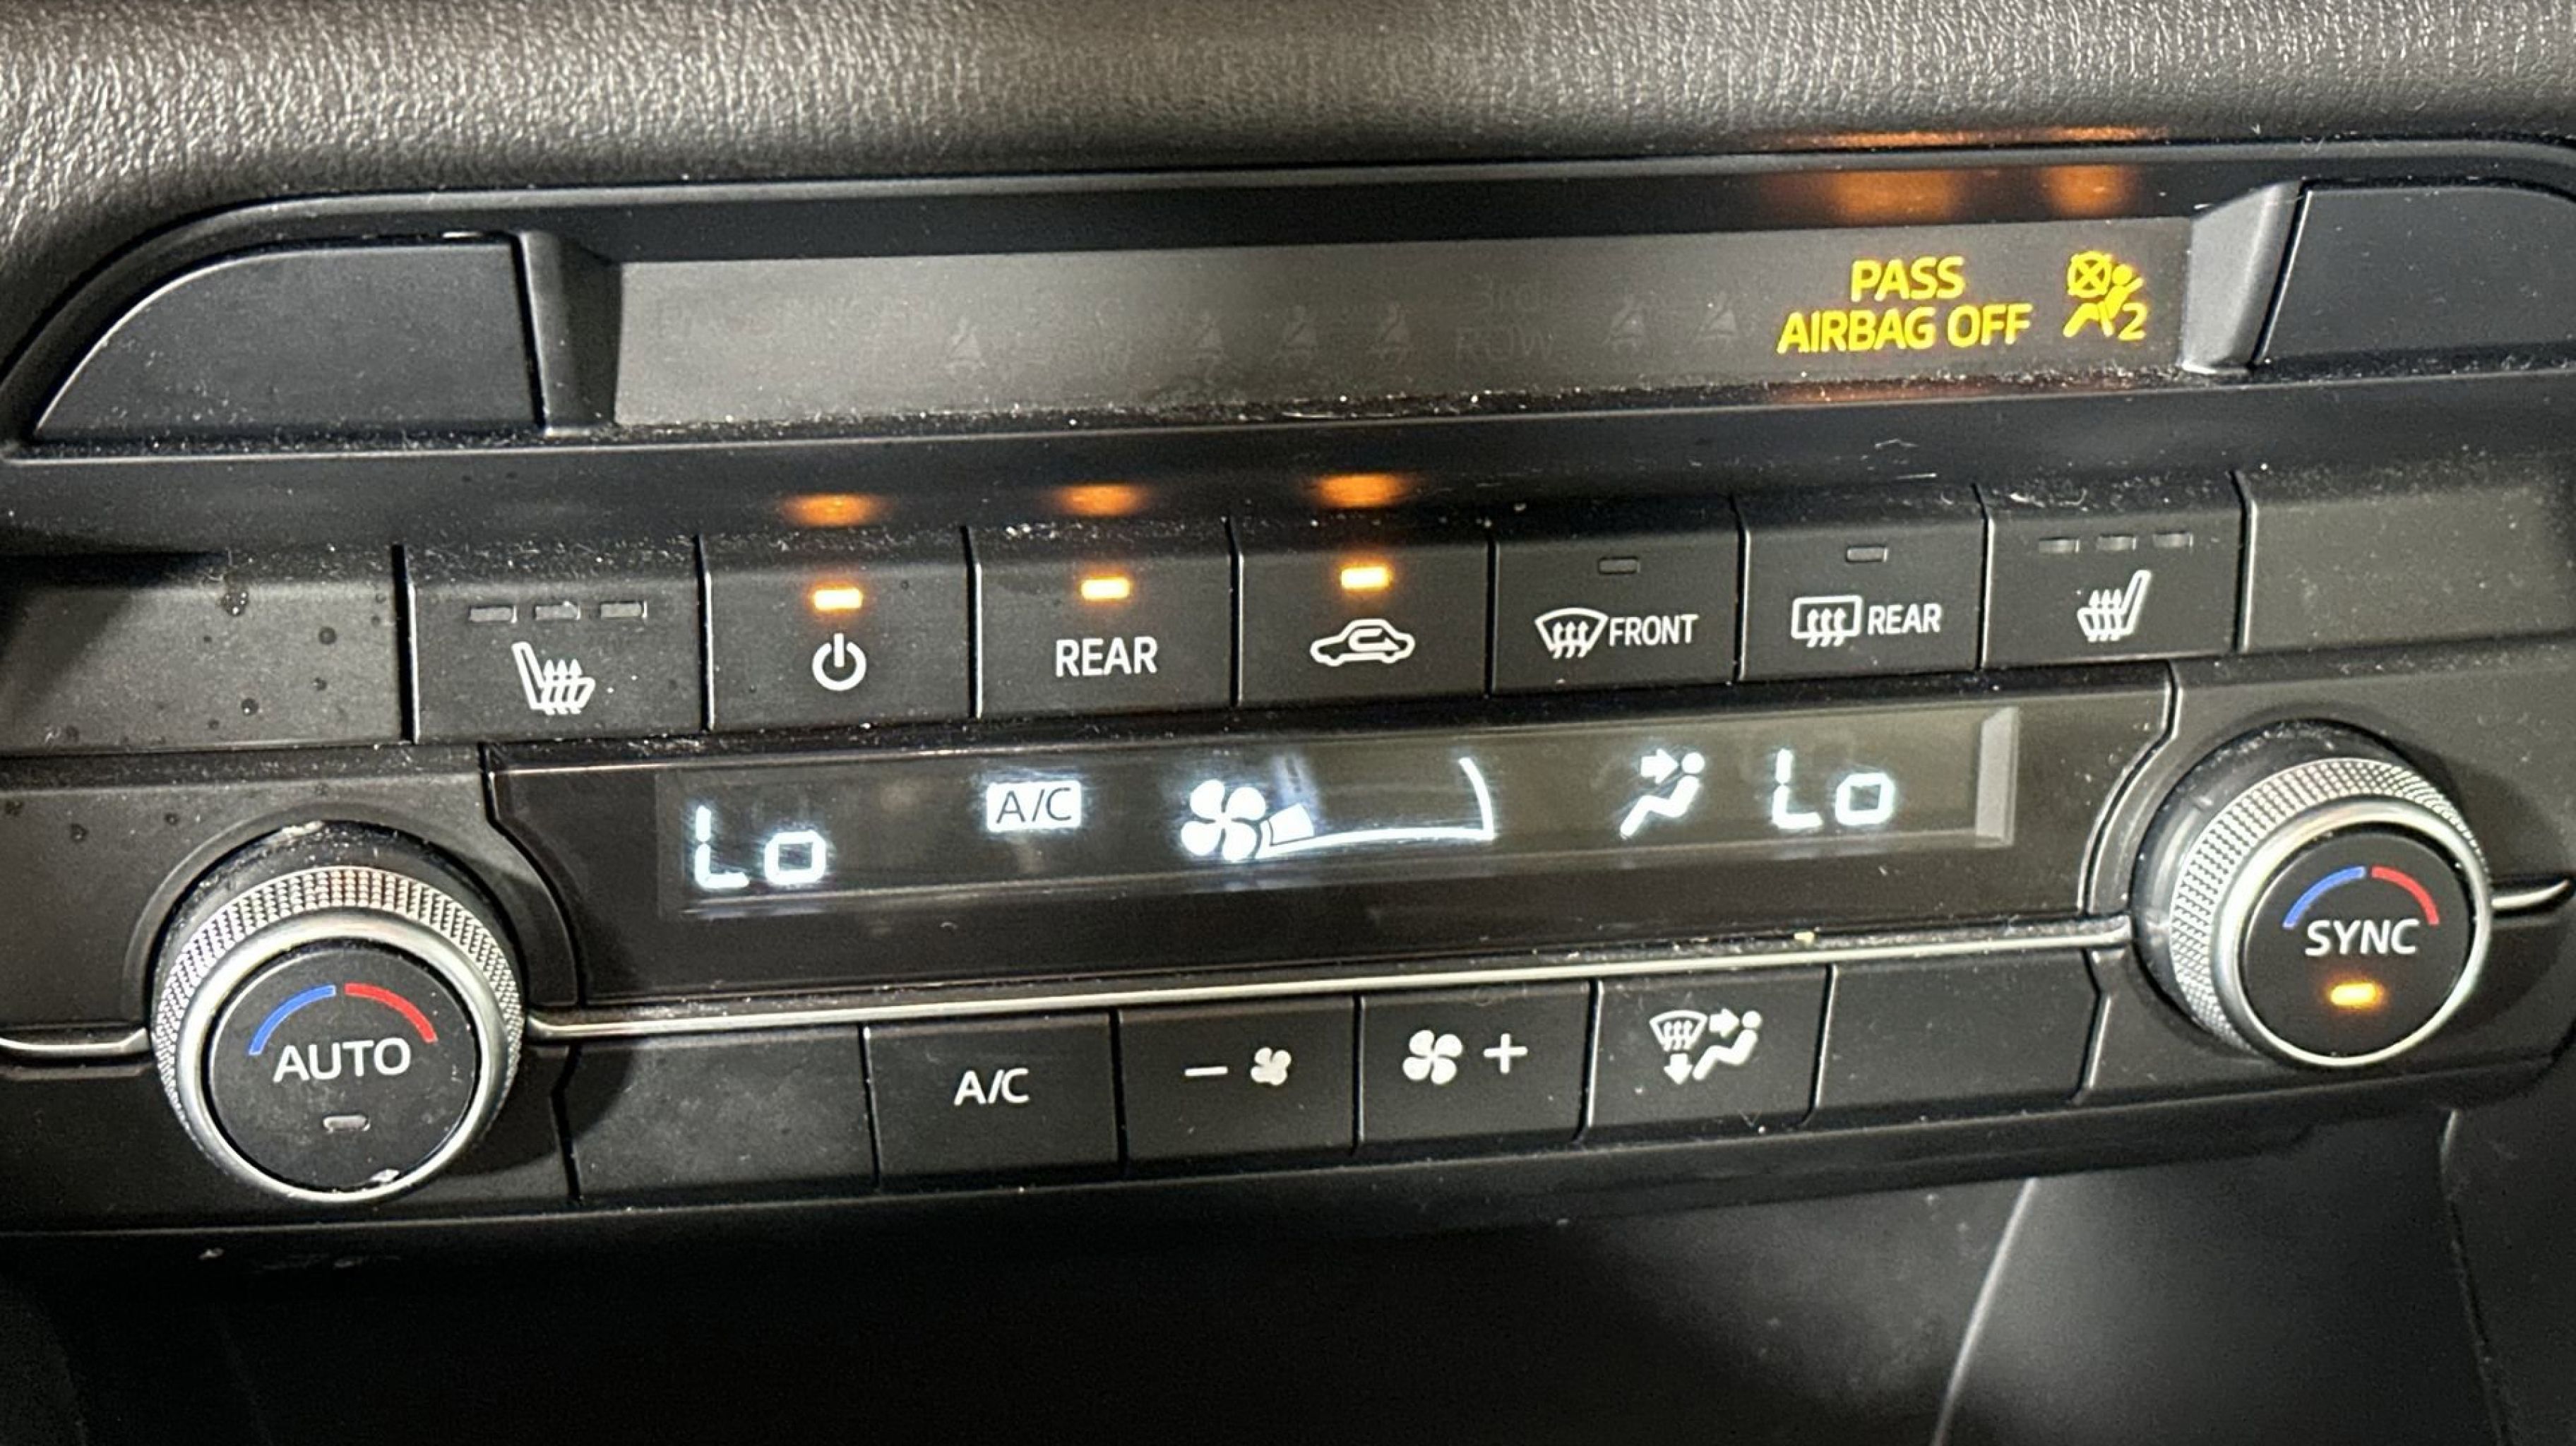 PASS
AIRBAG OFF 2
REAR
FRONT
REAR
Lo A/C Lo
AUTO
A/C
- +
SYNC